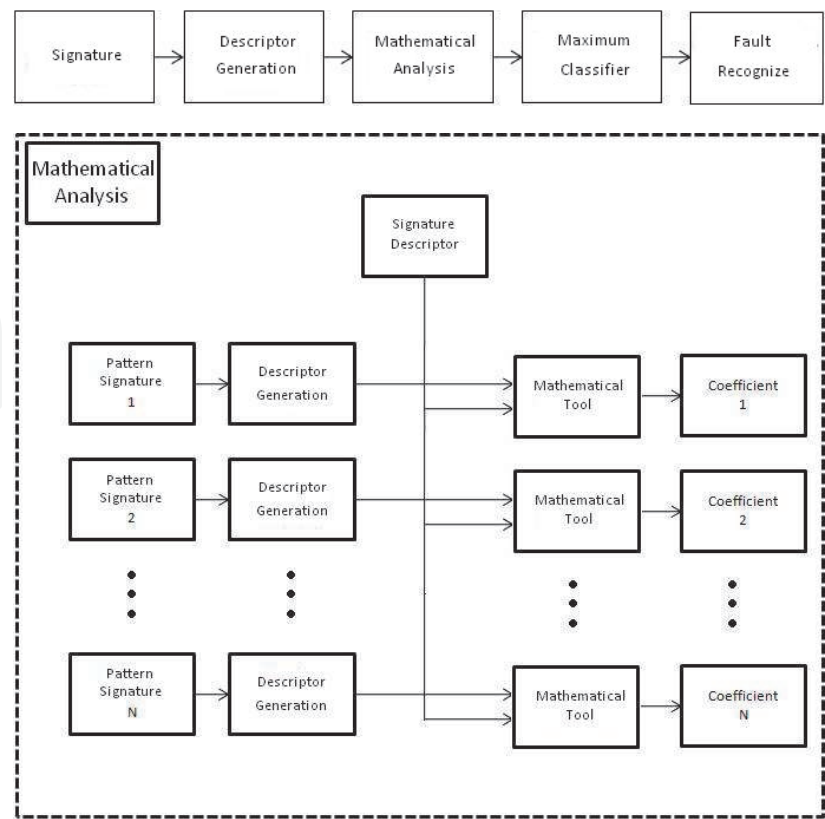 Signature
Descriptor
Generation
Mathematical
Analysis
Maximum
Classifier
Fault
Recognize
Mathematical
Analysis
Signature
Descriptor
Pattern
Signature
1
Descriptor
Generation
Mathematical
Tool
Coefficient
1
Pattern
Signature
2
Descriptor
Generation
Mathematical
Tool
Coefficient
2
Pattern
Signature
N
Descriptor
Generation
Mathematical
Tool
Coefficient
N